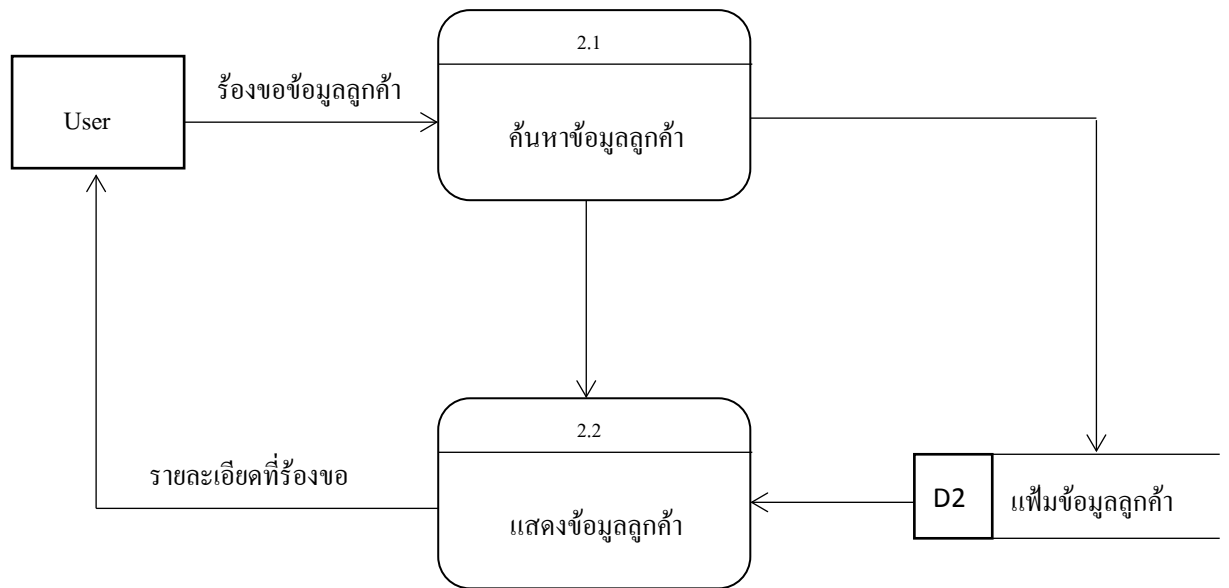 2.1
ร้องขอข้อมูลลูกค้า
User
ค้นหาข้อมูลลูกค้า
2.2
รายละเอียดที่ร้องขอ
D2
แฟ้มข้อมูลลูกค้า
แสดงข้อมูลลูกค้า